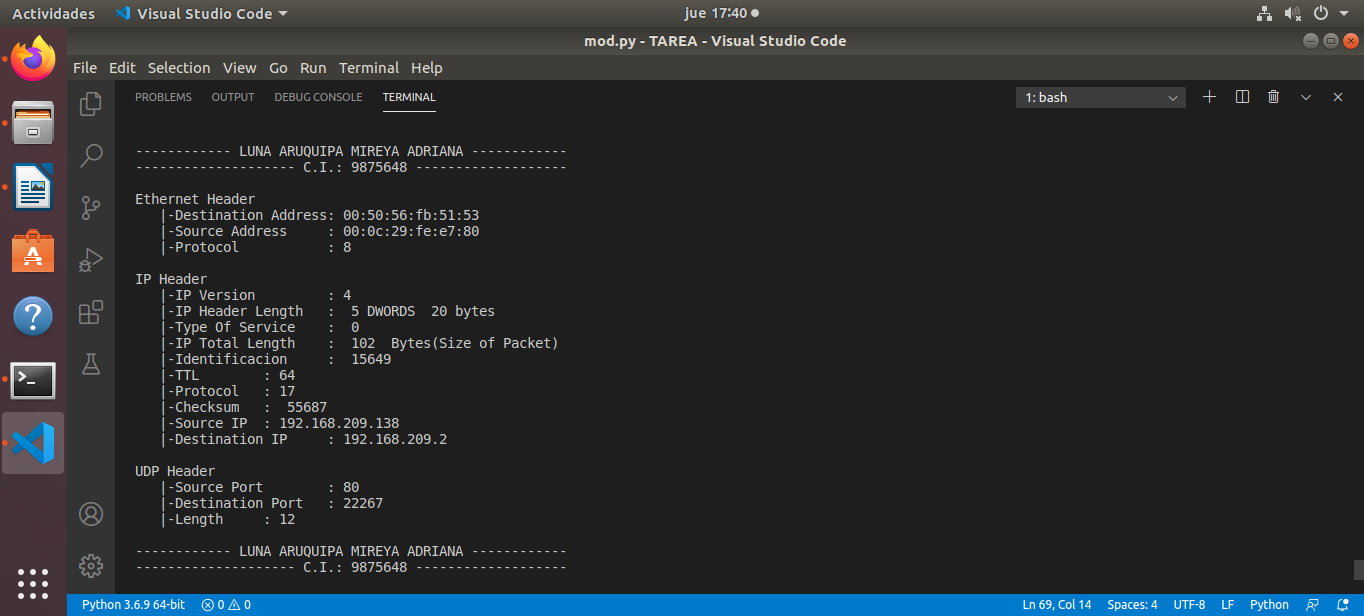 Actividades Visual Studio Code jue 17:40
mod.py - TAREA - Visual Studio Code
File Edit Selection View Go Run Terminal Help
PROBLEMS OUTPUT DEBUG CONSOLE TERMINAL 1: bash
------------ LUNA ARUQUIPA MIREYA ADRIANA ------------
-------------------- C.I.: 9875648 -------------------
Ethernet Header
|-Destination Address: 00:50:56:fb:51:53
|-Source Address : 00:0c:29:fe:e7:80
|-Protocol : 8
IP Header
|-IP Version : 4
|-IP Header Length : 5 DWORDS 20 bytes
|-Type Of Service : 0
|-IP Total Length : 102 Bytes(Size of Packet)
|-Identificacion : 15649
|-TTL : 64
|-Protocol : 17
|-Checksum : 55687
|-Source IP : 192.168.209.138
|-Destination IP : 192.168.209.2
UDP Header
|-Source Port : 80
|-Destination Port : 22267
|-Length : 12
------------ LUNA ARUQUIPA MIREYA ADRIANA ------------
-------------------- C.I.: 9875648 -------------------
Python 3.6.9 64-bit 0 0 Ln 69, Col 14 Spaces: 4 UTF-8 LF Python